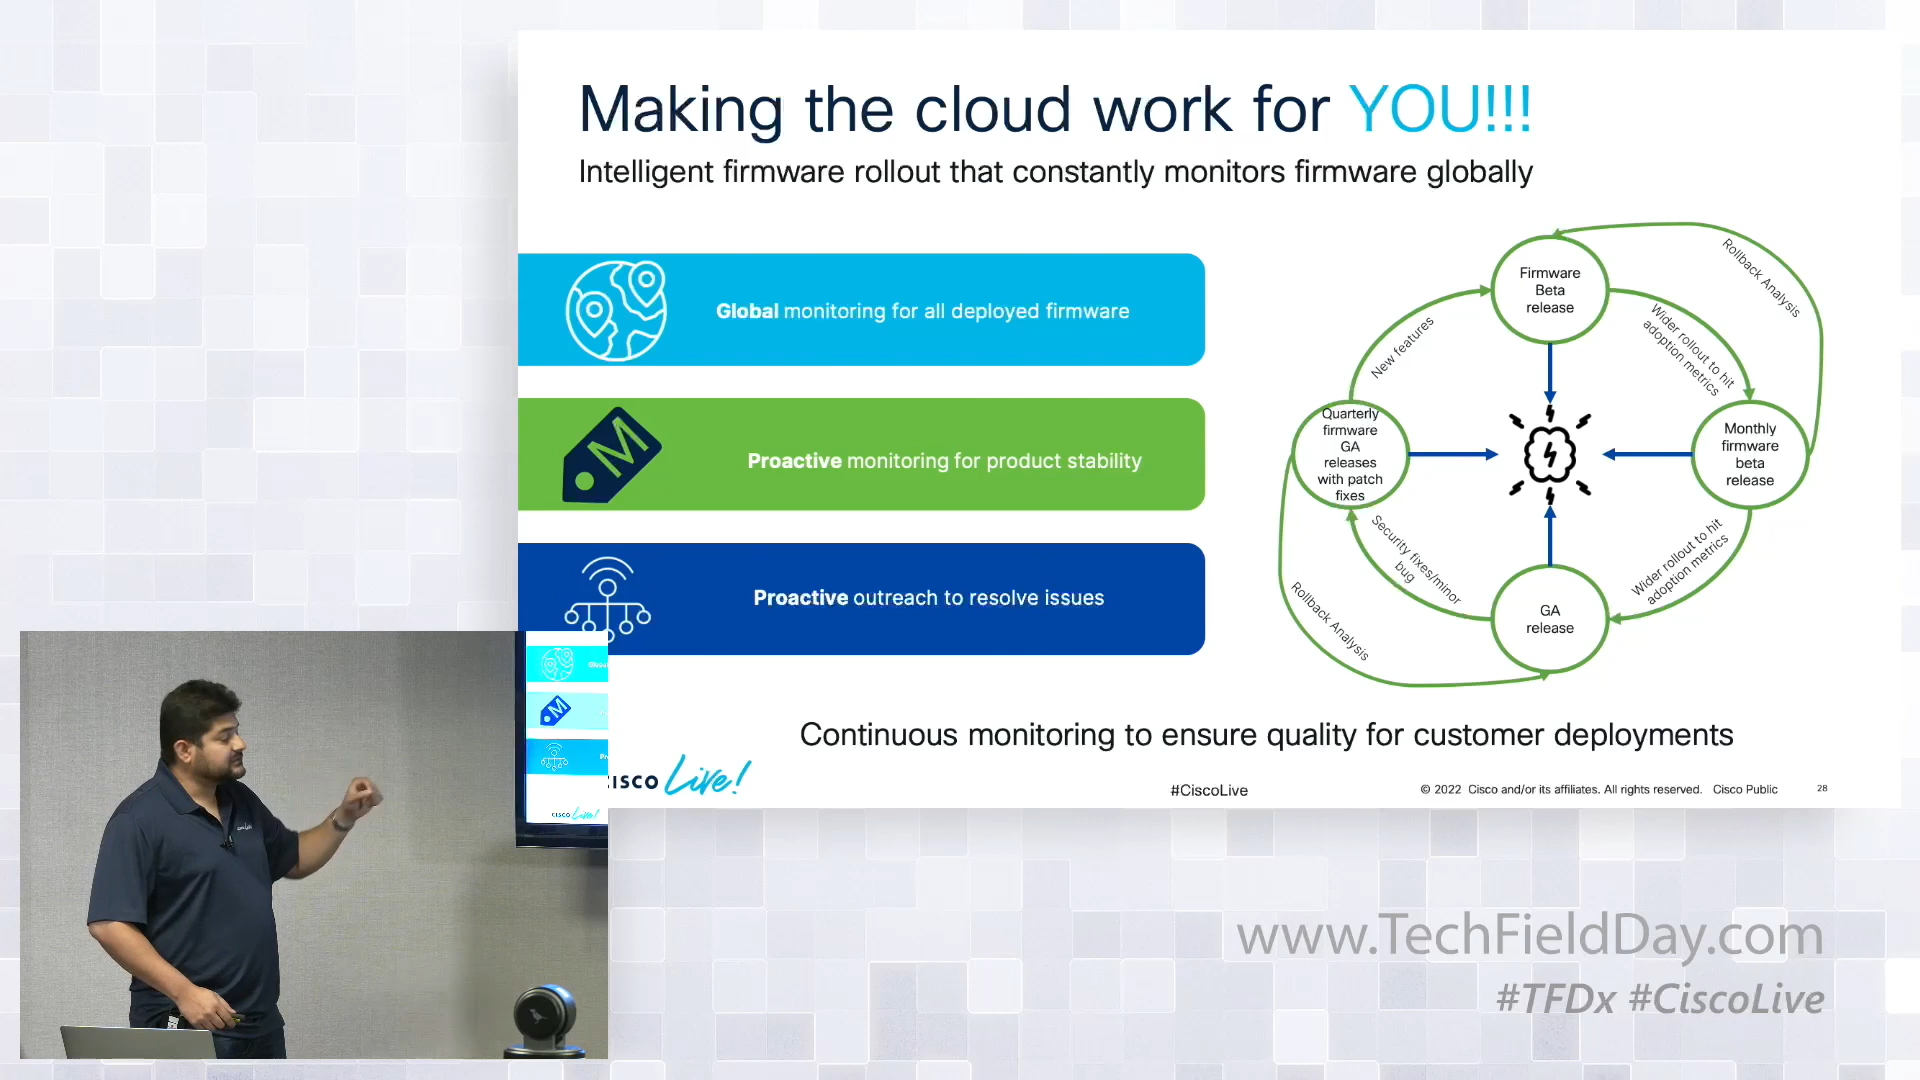 Making the cloud work for YOU!!!
Intelligent firmware rollout that constantly monitors firmware globally
Global monitoring for all deployed firmware
M
Proactive monitoring for product stability
Proactive outreach to resolve issues
Firmware
Beta
release
Rollback Analysis
Wider rollout to hit
adoption metrics
New features
Quarterly
firmware
GA
releases
with patch
fixes
Monthly
firmware
beta
release
Security fixes/minor
bug
Wider rollout to hit
adoption metrics
GA
release
Rollback Analysis
Continuous monitoring to ensure quality for customer deployments
CISCO Live!
#CiscoLive
© 2022 Cisco and/or its affiliates. All rights reserved. Cisco Public
28
M
CISCO Live!
www.TechFieldDay.com
#TFDx #CiscoLive